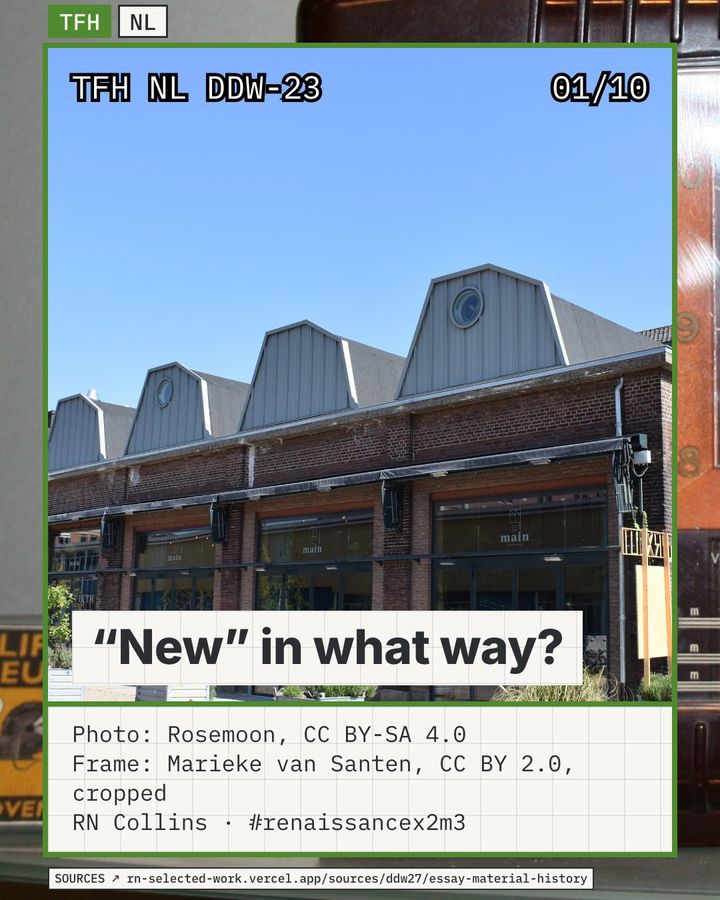 TFH NL
TFH NL DDW-23 01/10
main
main
main
“New” in what way?
Photo: Rosemoon, CC BY-SA 4.0
Frame: Marieke van Santen, CC BY 2.0,
cropped
RN Collins · #renaissancex2m3
SOURCES ↗ rn-selected-work.vercel.app/sources/ddw27/essay-material-history